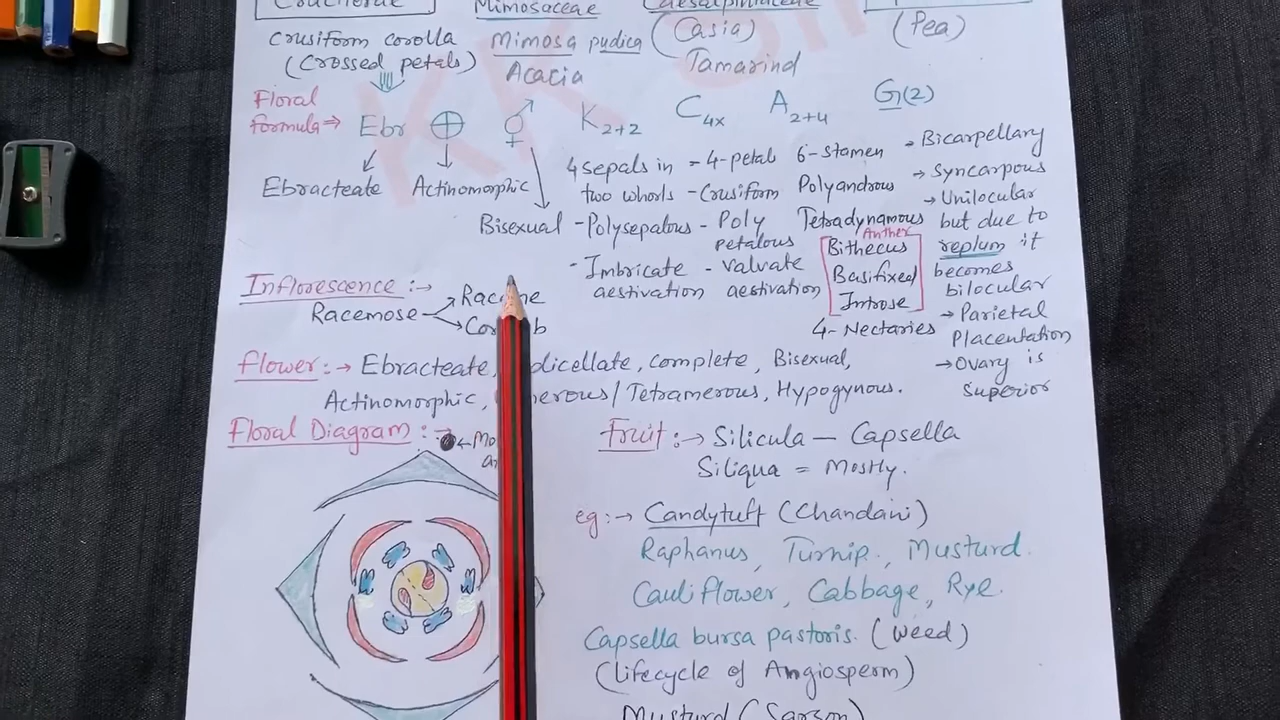 Mimosaceae
Crusiform corolla
(Crossed petals)
Mimosa pudica
Acacia
(Casia)
Tamarind
(Pea)
Floral
formula ⇒ Ebr ⊕ ⚥ K2+2 C4x A2+4 G(2)
Ebracteate
Actinomorphic
Bisexual
4 sepals in
two whorls
- Polysepalous
- Imbricate
aestivation
- 4-petal
- Crusiform
- Poly
petalous
- Valvate
aestivation
6-stamen
Polyandrous
Tetradynamous
Anther
Bithecus
Basifixed
Introse
4-Nectaries
→ Bicarpellary
→ Syncarpous
→ Unilocular
but due to
replum it
becomes
bilocular
→ Parietal
Placentation
→ Ovary is
Superior
Inflorescence :→
Racemose
Flower :→ Ebracteate, complete, Bisexual,
Actinomorphic, /Tetramerous, Hypogynous.
Floral Diagram :→
Fruit :→ Silicula — Capsella
Siliqua = Mostly.
eg :→ Candytuft (Chandani)
Raphanus, Turnip, Musturd.
Cauliflower, Cabbage, Rye.
Capsella bursa pastoris. (weed)
(lifecycle of Angiosperm)
Musturd (Sarson)